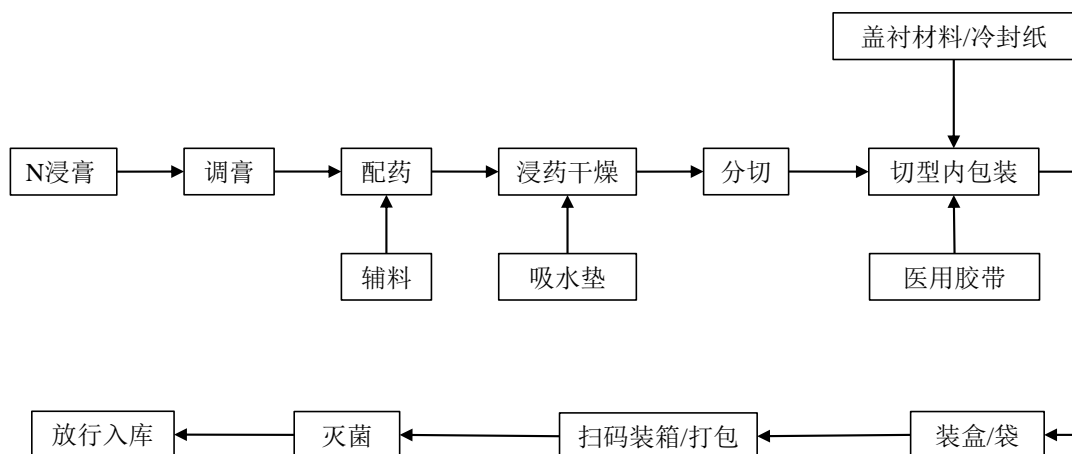 盖衬材料/冷封纸
N浸膏
调膏
配药
浸药干燥
分切
切型内包装
辅料
吸水垫
医用胶带
放行入库
灭菌
扫码装箱/打包
装盒/袋